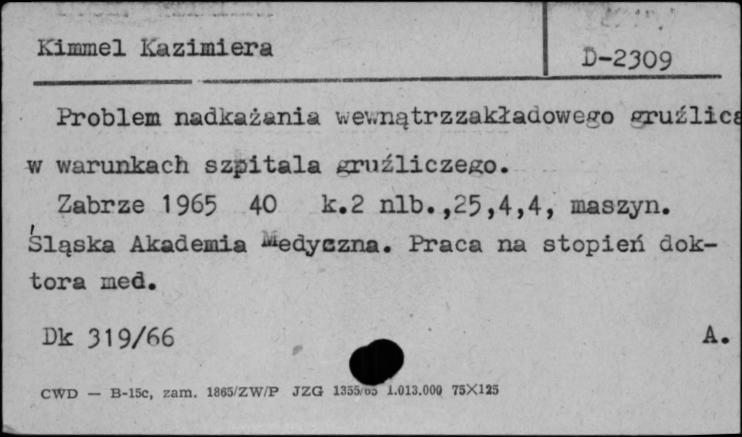 Kimmel Kazimiera
D-2309
Problem nadkażania wewnątrzzakładowego gruźlicą
w warunkach szpitala gruźliczego.
Zabrze 1965 40 k.2 nlb.,25,4,4, maszyn.
Śląska Akademia Medyczna. Praca na stopień dok-
tora med.
Dk 319/66 A.
CWD — B-15c, zam. 1865/ZW/P JZG 1355/65 1.013.000 75X125